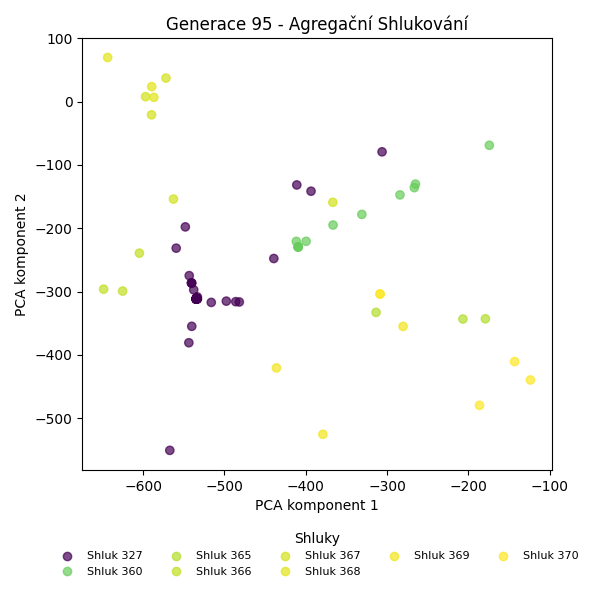 Generace 95 - Agregační Shlukování
100
0
−100
−200
−300
−400
−500
PCA komponent 2
−600 −500 −400 −300 −200 −100
PCA komponent 1
Shluky
Shluk 327 Shluk 365 Shluk 367 Shluk 369 Shluk 370
Shluk 360 Shluk 366 Shluk 368